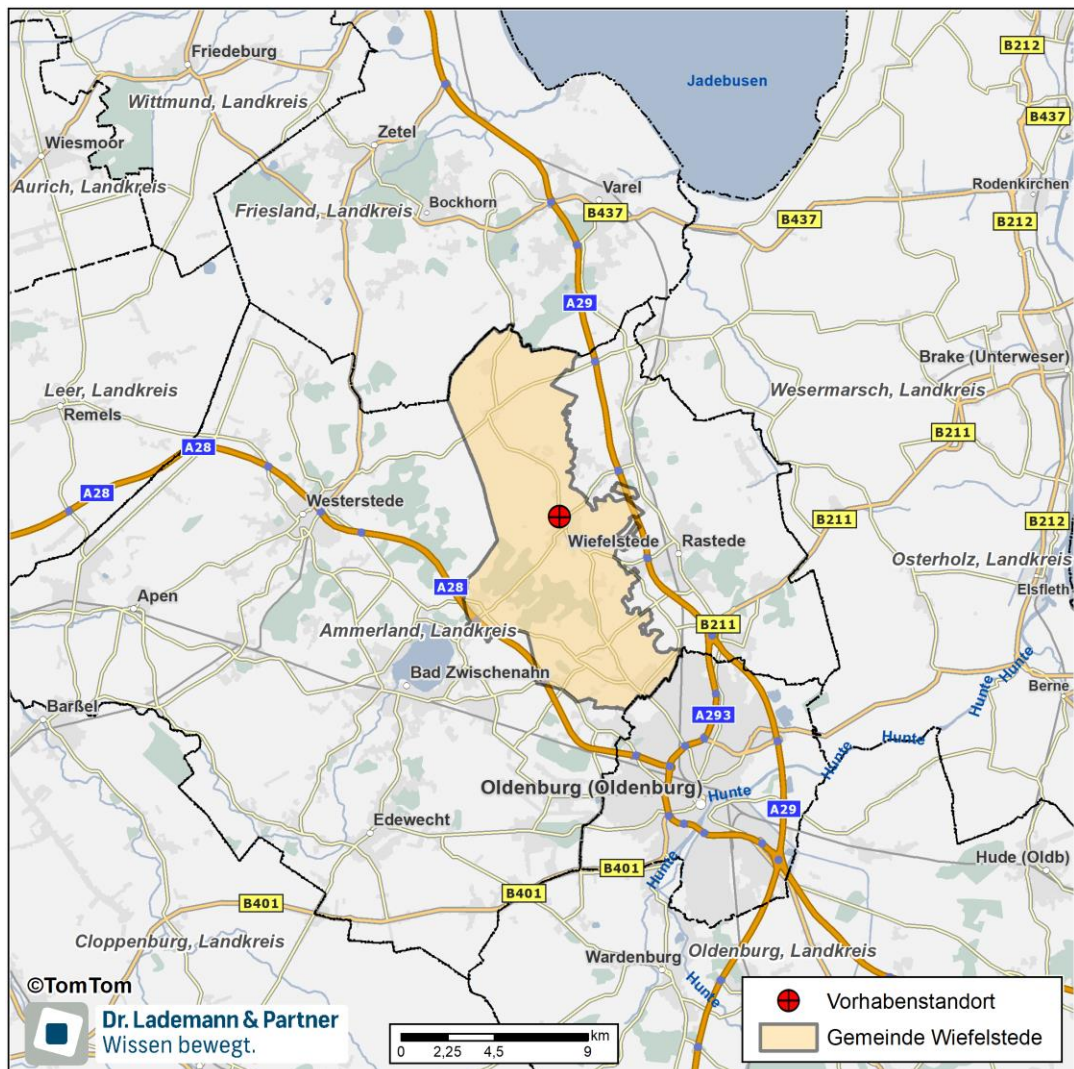 B212
Friedeburg
Jadebusen
Wittmund, Landkreis
B437
Zetel
Wiesmoor
Aurich, Landkreis
Varel
Rodenkirchen
Bockhorn
Friesland, Landkreis
B437
B437
B212
A29
Brake (Unterweser)
Leer, Landkreis
Wesermarsch, Landkreis
Remels
B211
A28
A28
Westerstede
B211
B212
Wiefelstede
Rastede
Osterholz, Landkreis
A28
Elsfleth
Apen
B211
Ammerland, Landkreis
Hunte
Bad Zwischenahn
Hunte
Berne
Barßel
A293
Hunte
Hunte
Oldenburg (Oldenburg)
Hunte
A29
Edewecht
Hude (Oldb)
B401
B401
Hunte
B401
Cloppenburg, Landkreis
Oldenburg, Landkreis
Wardenburg
Hunte
©TomTom
Dr. Lademann & Partner
Wissen bewegt.
km
0 2,25 4,5 9
Vorhabenstandort
Gemeinde Wiefelstede